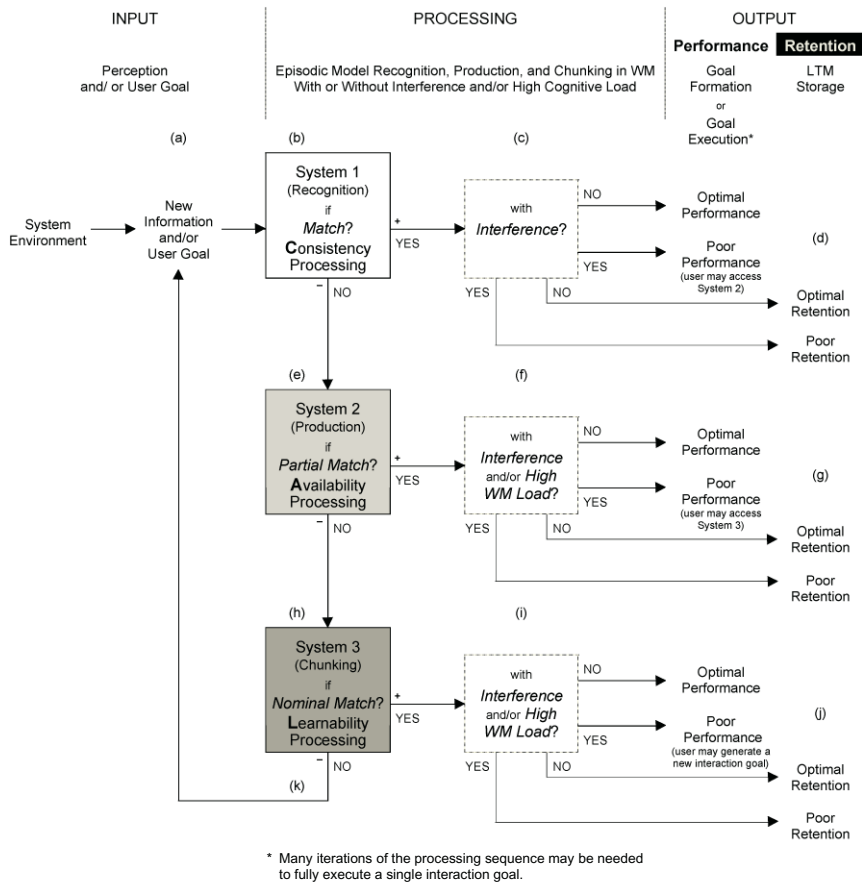 INPUT
PROCESSING
OUTPUT
Performance
Retention
Perception
and/ or User Goal
Episodic Model Recognition, Production, and Chunking in WM
With or Without Interference and/or High Cognitive Load
Goal
Formation
or
Goal
Execution*
LTM
Storage
(a)
(b)
(c)
System
Environment
New
Information
and/or
User Goal
System 1
(Recognition)
if
Match?
Consistency
Processing
+
YES
–
NO
with
Interference?
NO
YES
YES
NO
Optimal
Performance
Poor
Performance
(user may access
System 2)
(d)
Optimal
Retention
Poor
Retention
(e)
(f)
System 2
(Production)
if
Partial Match?
Availability
Processing
+
YES
–
NO
with
Interference
and/or High
WM Load?
NO
YES
YES
NO
Optimal
Performance
Poor
Performance
(user may access
System 3)
(g)
Optimal
Retention
Poor
Retention
(h)
(i)
System 3
(Chunking)
if
Nominal Match?
Learnability
Processing
+
YES
–
NO
with
Interference
and/or High
WM Load?
NO
YES
YES
NO
Optimal
Performance
Poor
Performance
(user may generate a
new interaction goal)
(j)
Optimal
Retention
Poor
Retention
(k)
* Many iterations of the processing sequence may be needed
to fully execute a single interaction goal.